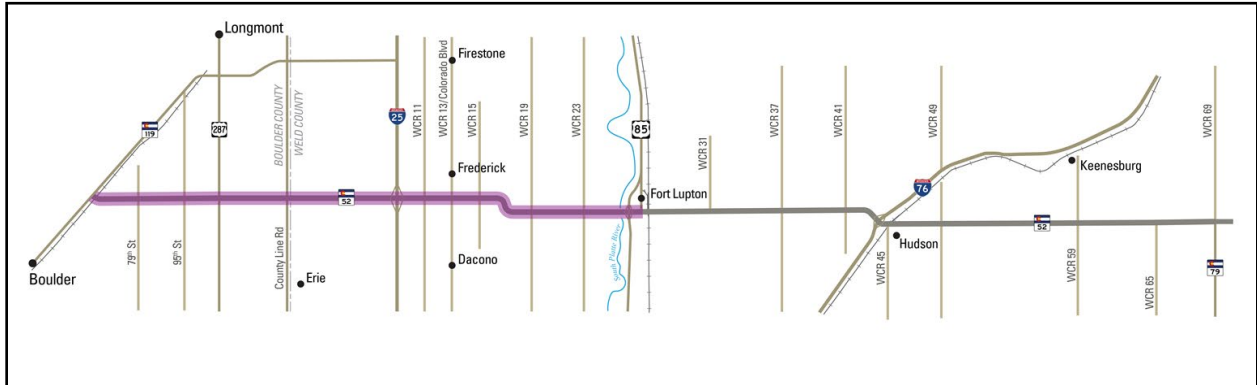 Longmont
Firestone
119
287
BOULDER COUNTY
WELD COUNTY
25
WCR 11
WCR 13/Colorado Blvd
WCR 15
WCR 19
WCR 23
85
WCR 31
WCR 37
WCR 41
WCR 49
WCR 69
Frederick
Keenesburg
76
52
Fort Lupton
52
79th St
95th St
County Line Rd
Erie
Dacono
South Platte River
Hudson
WCR 45
WCR 59
WCR 65
79
Boulder